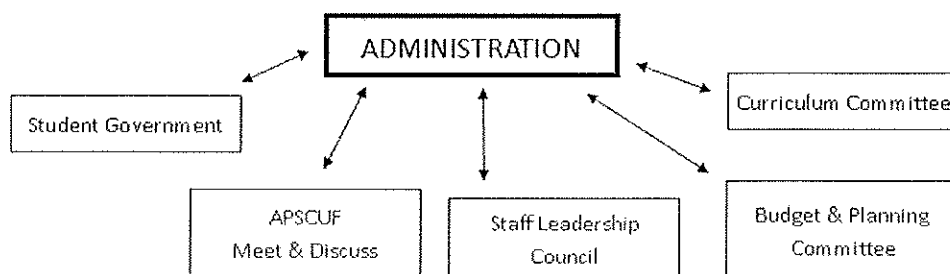 ADMINISTRATION
Student Government
Curriculum Committee
APSCUF
Meet & Discuss
Staff Leadership
Council
Budget & Planning
Committee